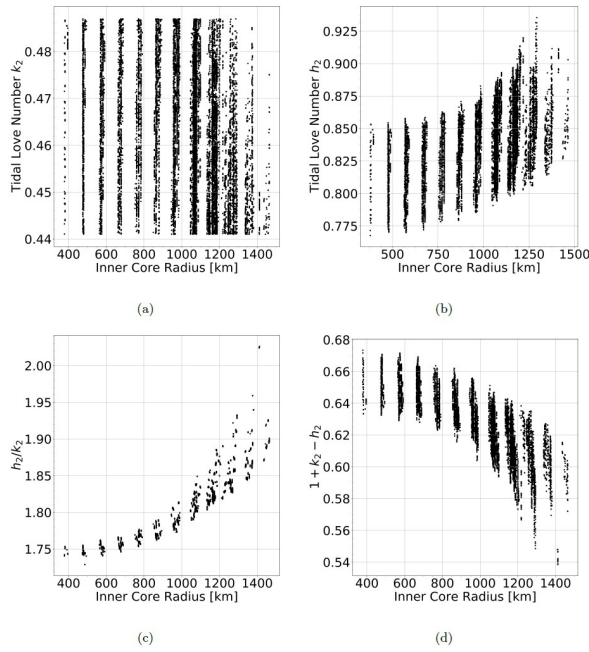 0.48
0.47
0.46
0.45
0.44
Tidal Love Number k₂
400 600 800 1000 1200 1400
Inner Core Radius [km]
(a)
0.925
0.900
0.875
0.850
0.825
0.800
0.775
Tidal Love Number h₂
500 750 1000 1250 1500
Inner Core Radius [km]
(b)
2.00
1.95
1.90
1.85
1.80
1.75
h₂/k₂
400 600 800 1000 1200 1400
Inner Core Radius [km]
(c)
0.68
0.66
0.64
0.62
0.60
0.58
0.56
0.54
1 + k₂ − h₂
400 600 800 1000 1200 1400
Inner Core Radius [km]
(d)